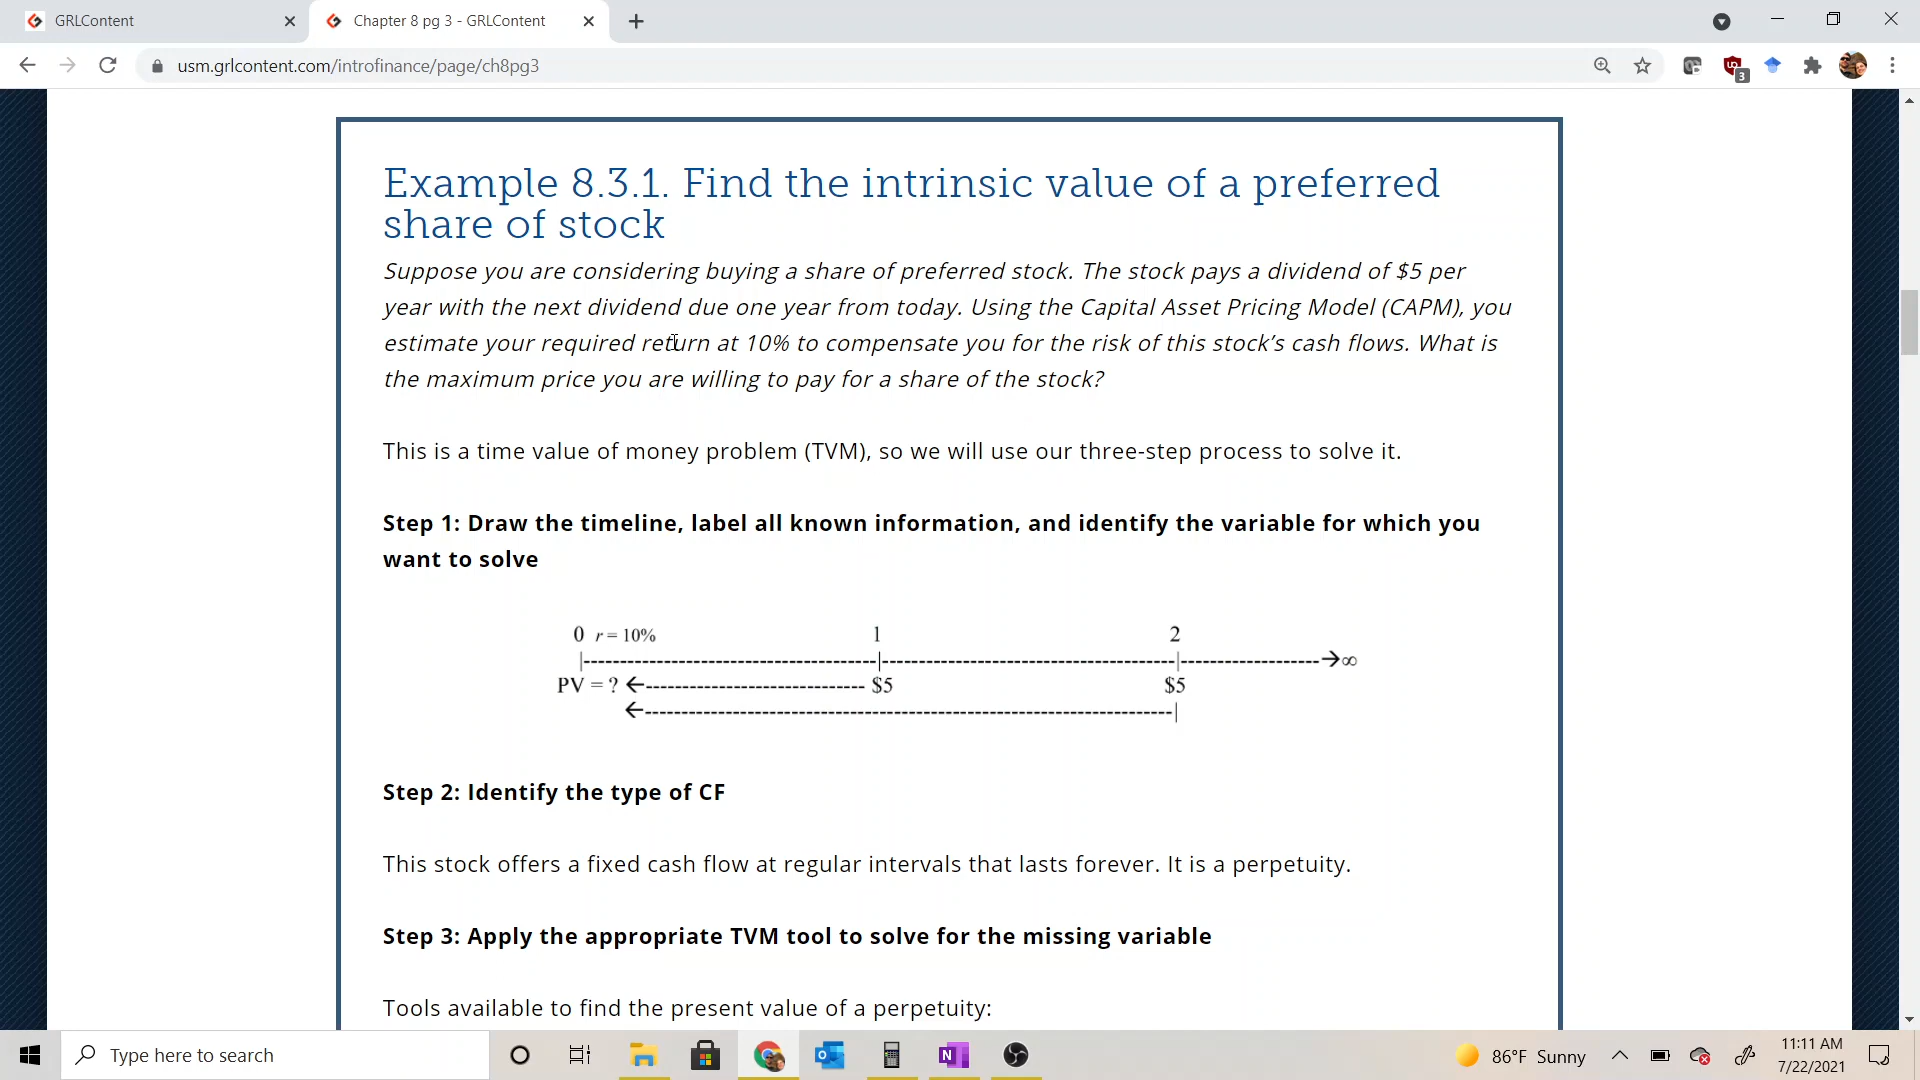 GRLContent
Chapter 8 pg 3 - GRLContent
usm.grlcontent.com/introfinance/page/ch8pg3
3
Example 8.3.1. Find the intrinsic value of a preferred
share of stock
Suppose you are considering buying a share of preferred stock. The stock pays a dividend of $5 per
year with the next dividend due one year from today. Using the Capital Asset Pricing Model (CAPM), you
estimate your required return at 10% to compensate you for the risk of this stock's cash flows. What is
the maximum price you are willing to pay for a share of the stock?
This is a time value of money problem (TVM), so we will use our three-step process to solve it.
Step 1: Draw the timeline, label all known information, and identify the variable for which you
want to solve
0 r = 10% 1 2
∞
PV = ? $5 $5
Step 2: Identify the type of CF
This stock offers a fixed cash flow at regular intervals that lasts forever. It is a perpetuity.
Step 3: Apply the appropriate TVM tool to solve for the missing variable
Tools available to find the present value of a perpetuity:
Type here to search
86°F Sunny
11:11 AM
7/22/2021